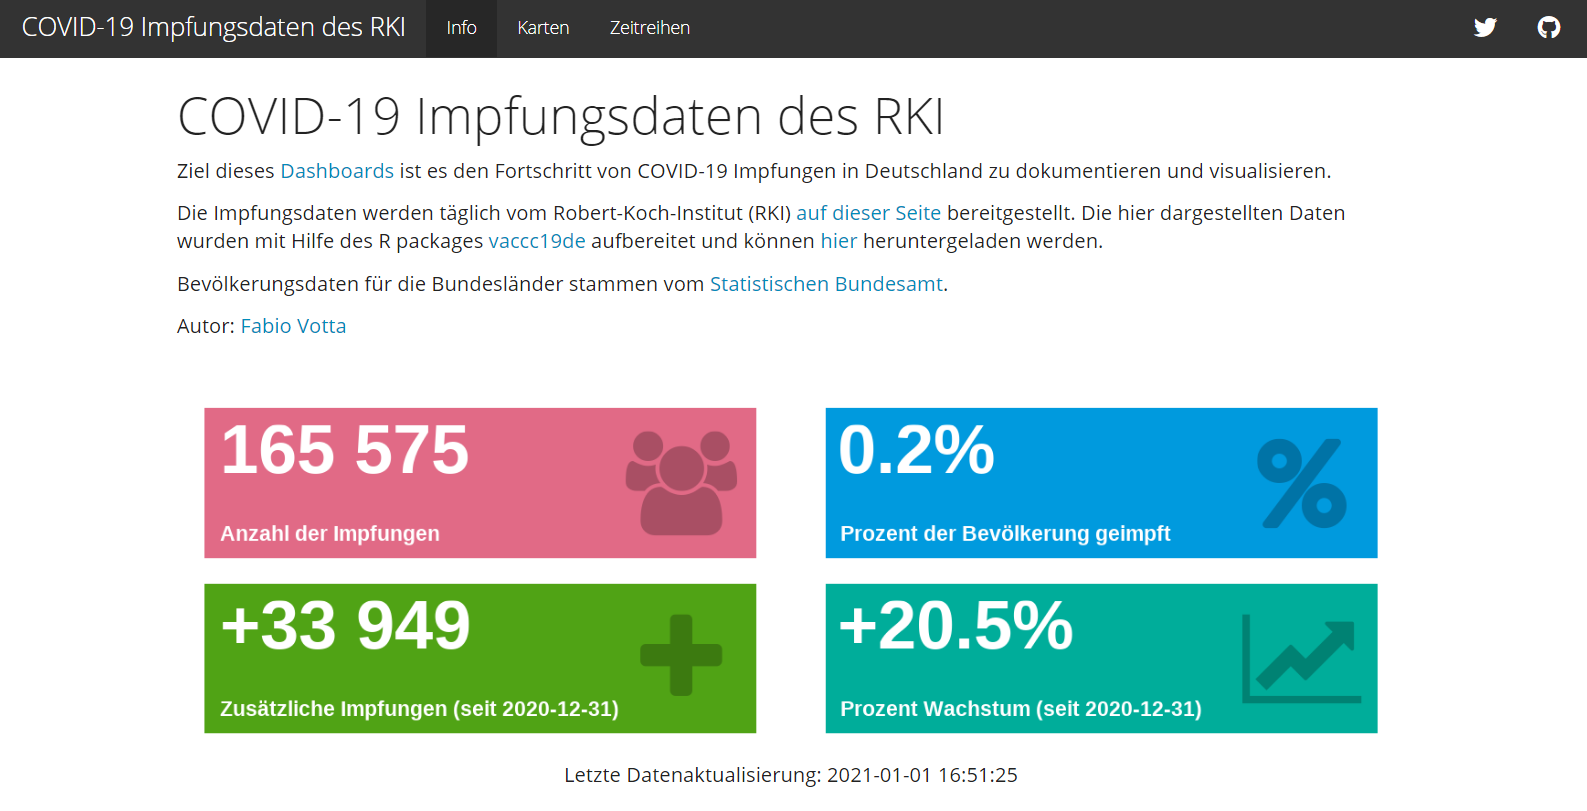 COVID-19 Impfungsdaten des RKI
Info
Karten
Zeitreihen
COVID-19 Impfungsdaten des RKI
Ziel dieses Dashboards ist es den Fortschritt von COVID-19 Impfungen in Deutschland zu dokumentieren und visualisieren.
Die Impfungsdaten werden täglich vom Robert-Koch-Institut (RKI) auf dieser Seite bereitgestellt. Die hier dargestellten Daten
wurden mit Hilfe des R packages vaccc19de aufbereitet und können hier heruntergeladen werden.
Bevölkerungsdaten für die Bundesländer stammen vom Statistischen Bundesamt.
Autor: Fabio Votta
165 575
Anzahl der Impfungen
0.2%
Prozent der Bevölkerung geimpft
+33 949
Zusätzliche Impfungen (seit 2020-12-31)
+20.5%
Prozent Wachstum (seit 2020-12-31)
Letzte Datenaktualisierung: 2021-01-01 16:51:25